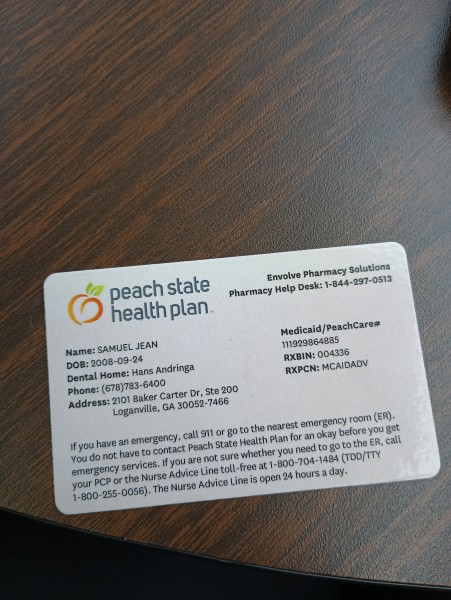 peach state
health plan™
Envolve Pharmacy Solutions
Pharmacy Help Desk: 1-844-297-0513
Name: SAMUEL JEAN
DOB: 2008-09-24
Dental Home: Hans Andringa
Phone: (678)783-6400
Address: 2101 Baker Carter Dr, Ste 200
Loganville, GA 30052-7466
Medicaid/PeachCare#
111929864885
RXBIN: 004336
RXPCN: MCAIDADV
If you have an emergency, call 911 or go to the nearest emergency room (ER).
You do not have to contact Peach State Health Plan for an okay before you get
emergency services. If you are not sure whether you need to go to the ER, call
your PCP or the Nurse Advice Line toll-free at 1-800-704-1484 (TDD/TTY
1-800-255-0056). The Nurse Advice Line is open 24 hours a day.